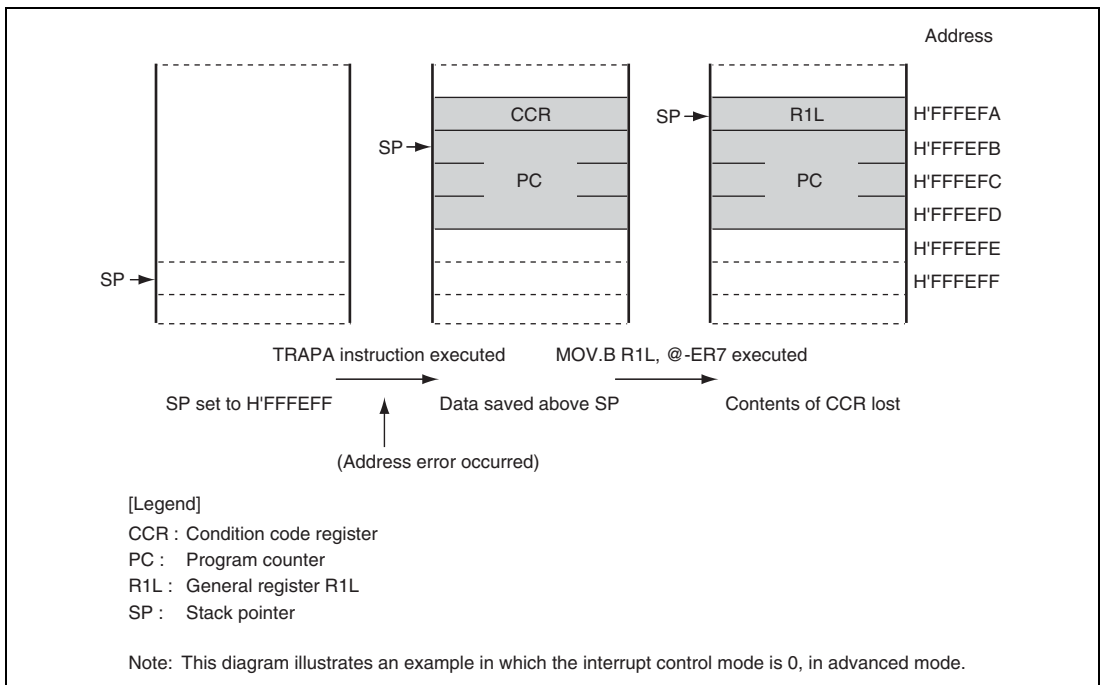 Address
CCR
SP
R1L
H'FFFEFA
SP
H'FFFEFB
PC
PC
H'FFFEFC
H'FFFEFD
H'FFFEFE
SP
H'FFFEFF
TRAPA instruction executed
MOV.B R1L, @-ER7 executed
SP set to H'FFFEFF
Data saved above SP
Contents of CCR lost
(Address error occurred)
[Legend]
CCR : Condition code register
PC : Program counter
R1L : General register R1L
SP : Stack pointer
Note: This diagram illustrates an example in which the interrupt control mode is 0, in advanced mode.